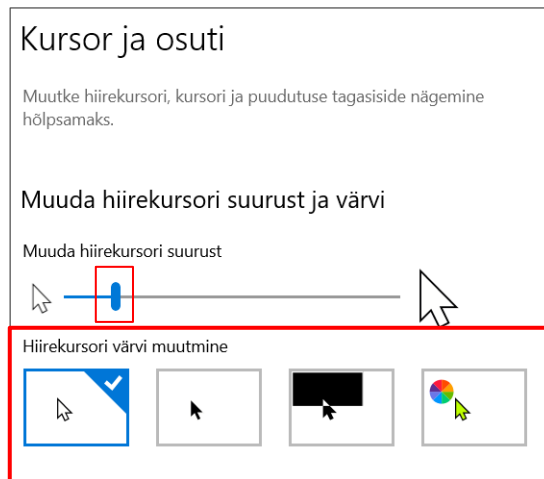 Kursor ja osuti
Muutke hiirekursori, kursori ja puudutuse tagasiside nägemine
hõlpsamaks.
Muuda hiirekursori suurust ja värvi
Muuda hiirekursori suurust
Hiirekursori värvi muutmine